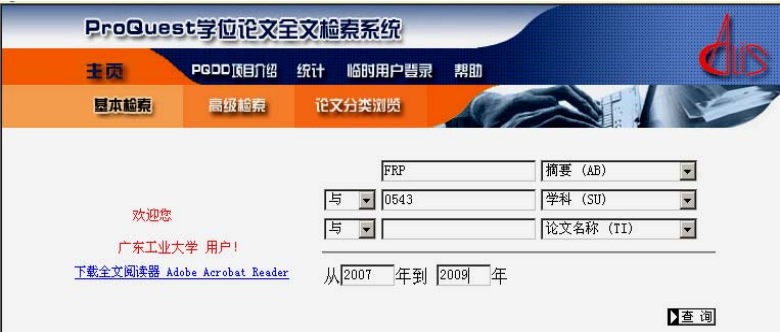 ProQuest学位论文全文检索系统
主页 PQDD项目介绍 统计 临时用户登录 帮助
基本检索 高级检索 论文分类浏览
dus
FRP 摘要 (AB)
与 0543 学科 (SU)
与 论文名称 (TI)
欢迎您
广东工业大学 用户!
下载全文阅读器 Adobe Acrobat Reader
从 2007 年到 2009 年
查 询